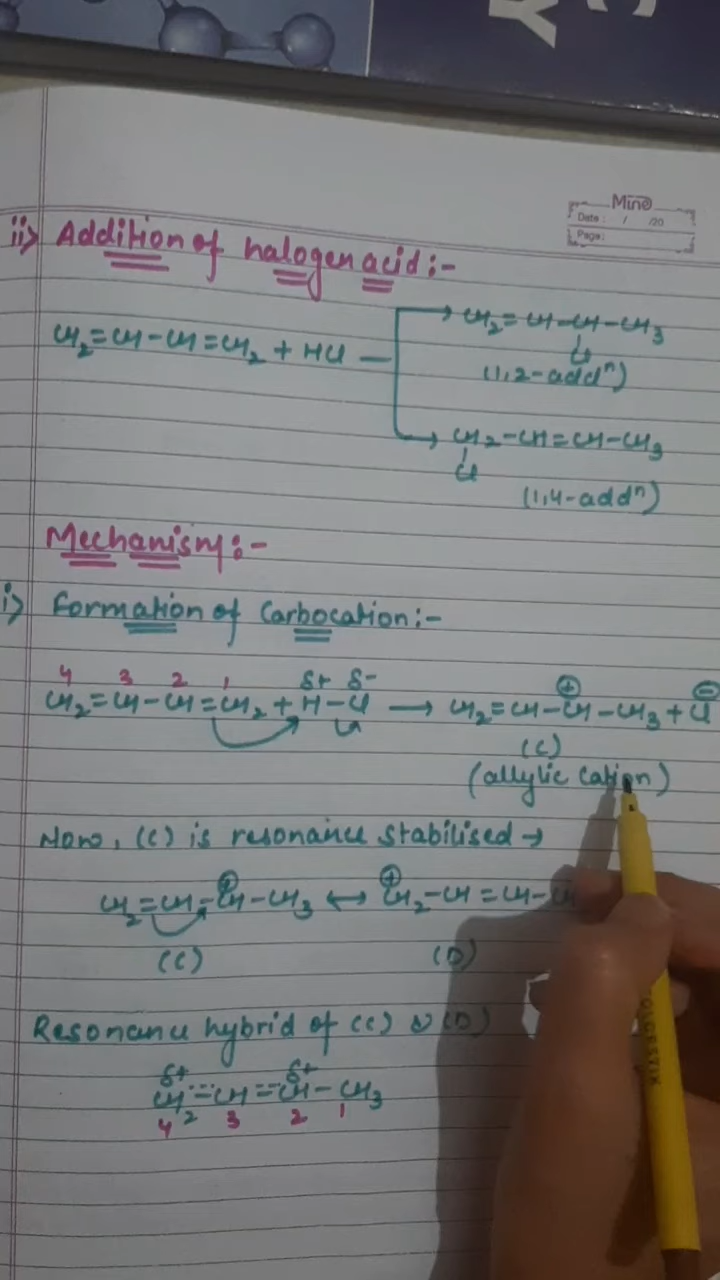 C
Y
Mino
Date : / /20
Page:
ii> Addition of halogen acid:-
CH2=CH-CH=CH2 + HCl
CH2=CH-CH-CH3
Cl
(1,2-addn)
CH2-CH=CH-CH3
Cl
(1,4-addn)
Mechanism:-
i> Formation of Carbocation:-
4 3 2 1 δ+ δ-
CH2=CH-CH=CH2 + H-Cl → CH2=CH-CH-CH3 + Cl
⊕ ⊖
(C)
(allylic cation)
Now, (C) is resonance stabilised →
⊕ ⊕
CH2=CH-CH-CH3 ↔ CH2-CH=CH-
(C) (D)
Resonance hybrid of (C) & (D)
δ+ δ+
CH2=CH=CH-CH3
4 3 2 1
COLORSTIX